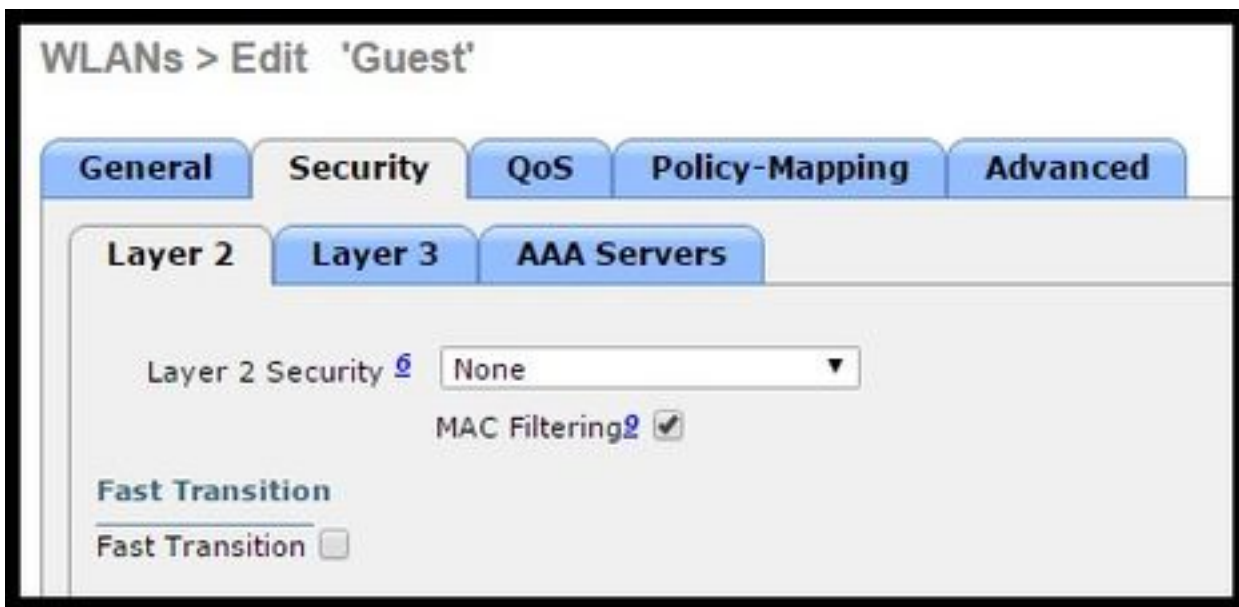 WLANs > Edit 'Guest'
General Security QoS Policy-Mapping Advanced
Layer 2 Layer 3 AAA Servers
Layer 2 Security 6 None
MAC Filtering 9
Fast Transition
Fast Transition